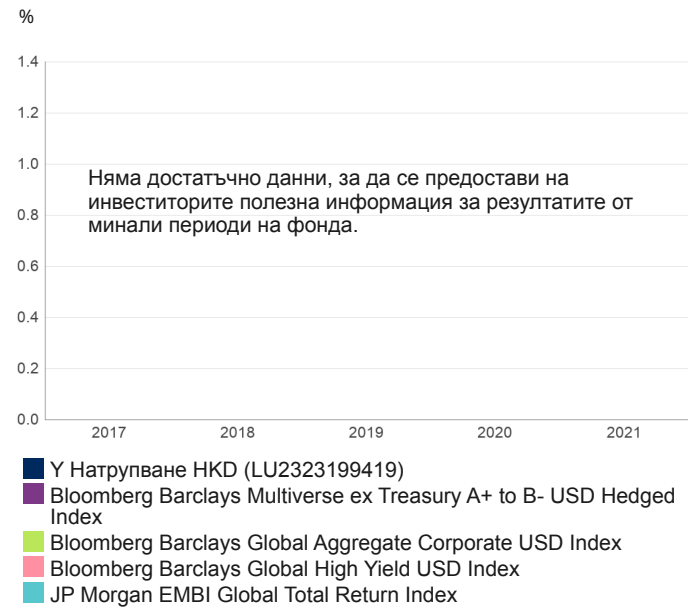 %
1.4
1.2
1.0
Няма достатъчно данни, за да се предостави на
инвеститорите полезна информация за резултатите от
минали периоди на фонда.
0.8
0.6
0.4
0.2
0.0
2017 2018 2019 2020 2021
Y Натрупване HKD (LU2323199419)
Bloomberg Barclays Multiverse ex Treasury A+ to B- USD Hedged
Index
Bloomberg Barclays Global Aggregate Corporate USD Index
Bloomberg Barclays Global High Yield USD Index
JP Morgan EMBI Global Total Return Index